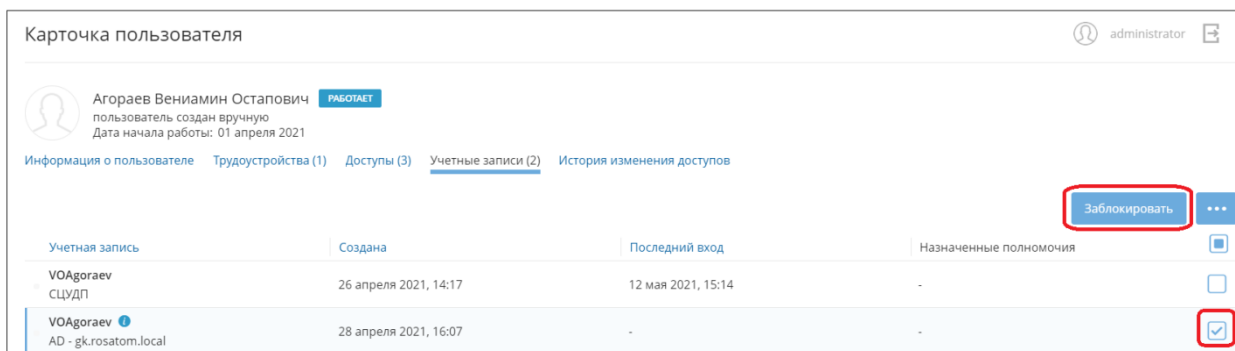 Карточка пользователя
administrator
Агораев Вениамин Остапович РАБОТАЕТ
пользователь создан вручную
Дата начала работы: 01 апреля 2021
Информация о пользователе Трудоустройства (1) Доступы (3) Учетные записи (2) История изменения доступов
Заблокировать ...
Учетная запись Создана Последний вход Назначенные полномочия
VOAgoraev
СЦУДП
26 апреля 2021, 14:17 12 мая 2021, 15:14 -
VOAgoraev i
AD - gk.rosatom.local
28 апреля 2021, 16:07 - -